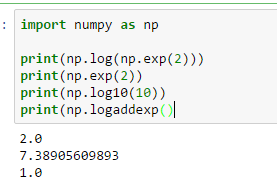 : import numpy as np
print(np.log(np.exp(2)))
print(np.exp(2))
print(np.log10(10))
print(np.logaddexp()
2.0
7.38905609893
1.0